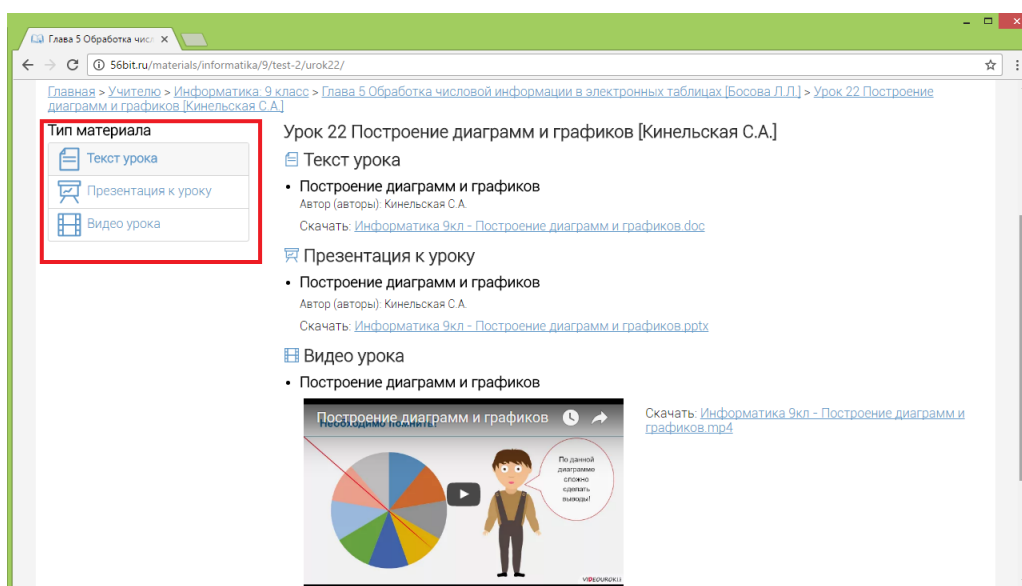 Глава 5 Обработка числ
56bit.ru/materials/informatika/9/test-2/urok22/
Главная > Учителю > Информатика. 9 класс > Глава 5 Обработка числовой информации в электронных таблицах [Босова Л.Л.] > Урок 22 Построение
диаграмм и графиков [Кинельская С.А.]
Тип материала
Текст урока
Презентация к уроку
Видео урока
Урок 22 Построение диаграмм и графиков [Кинельская С.А.]
Текст урока
• Построение диаграмм и графиков
Автор (авторы): Кинельская С.А.
Скачать: Информатика 9кл - Построение диаграмм и графиков.doc
Презентация к уроку
• Построение диаграмм и графиков
Автор (авторы): Кинельская С.А.
Скачать: Информатика 9кл - Построение диаграмм и графиков.pptx
Видео урока
• Построение диаграмм и графиков
Построение диаграмм и графиков
Необходимо помнить!
По данной
диаграмме
сложно
сделать
выводы!
VIDEOUROKI
Скачать: Информатика 9кл - Построение диаграмм и
графиков.mp4